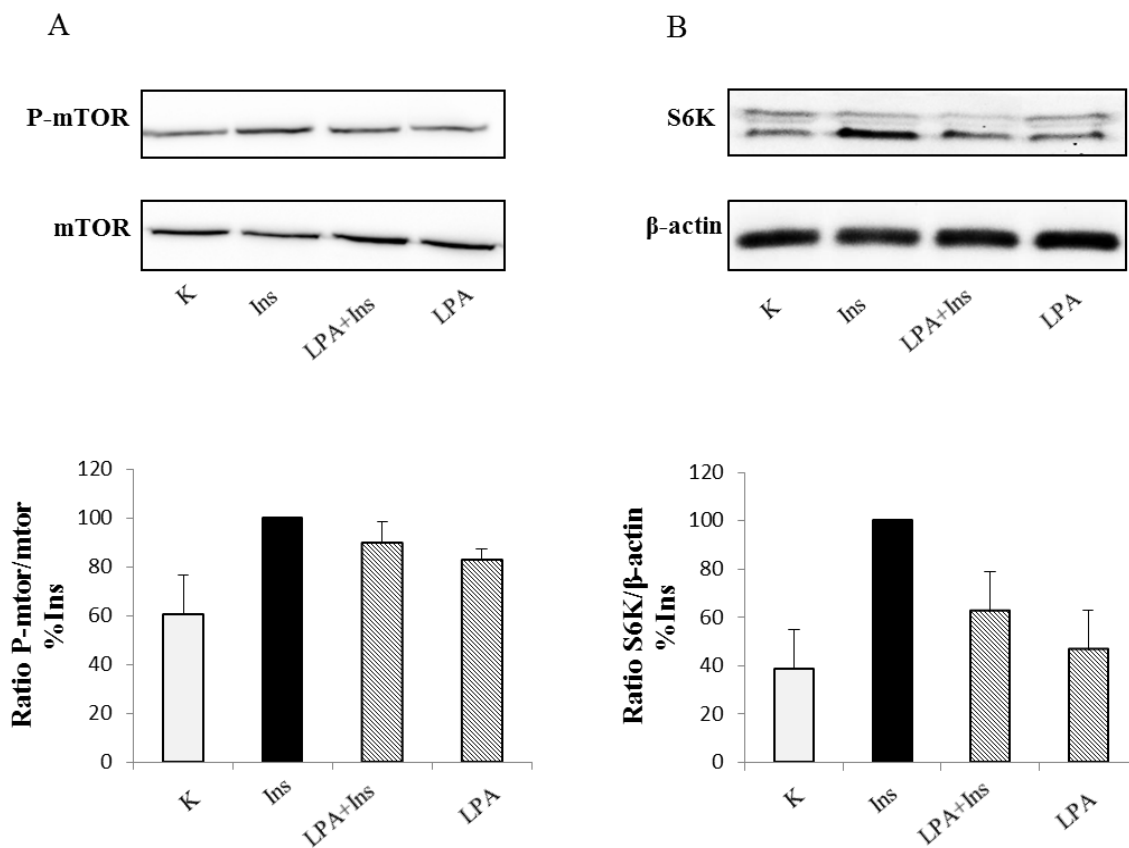 A
P-mTOR
mTOR
K
Ins
LPA+Ins
LPA
Ratio P-mtor/mtor
%Ins
120
100
80
60
40
20
0
K
Ins
LPA+Ins
LPA
B
S6K
β-actin
K
Ins
LPA+Ins
LPA
Ratio S6K/β-actin
%Ins
120
100
80
60
40
20
0
K
Ins
LPA+Ins
LPA